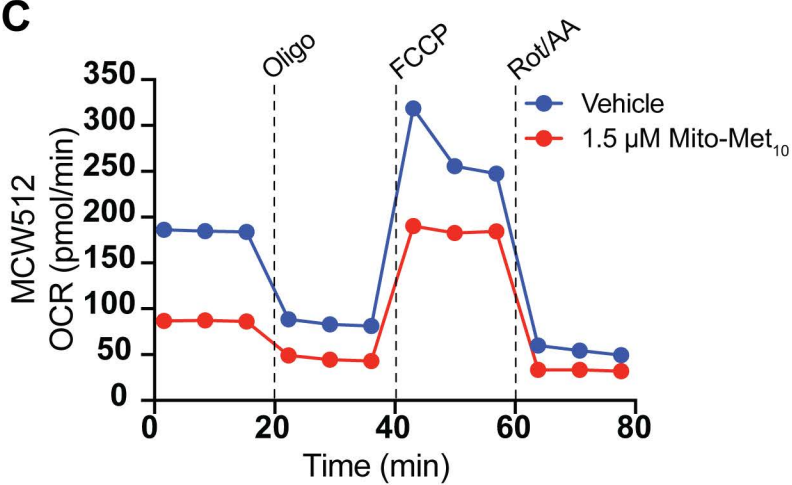 C
Oligo
FCCP
Rot/AA
Vehicle
1.5 µM Mito-Met₁₀
MCW512
OCR (pmol/min)
350
300
250
200
150
100
50
0
0 20 40 60 80
Time (min)